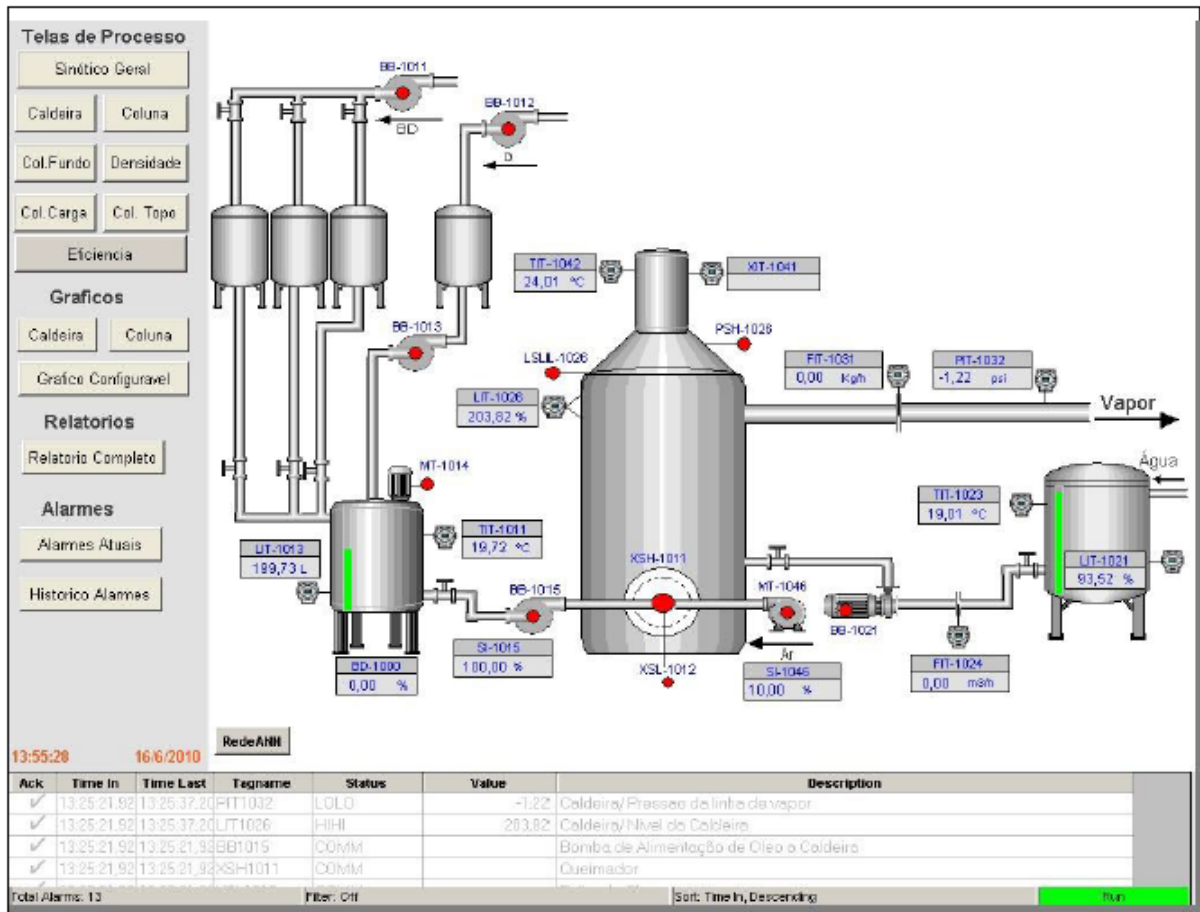 Telas de Processo
Sinótico Geral
Caldeira Coluna
Col.Fundo Densidade
Col.Carga Col. Topo
Eficiencia
Graficos
Caldeira Coluna
Grafico Configuravel
Relatorios
Relatorio Completo
Alarmes
Alarmes Atuais
Historico Alarmes
13:55:28 16/6/2010
BB-1011
BD
BB-1012
D
BB-1013
TIT-1042
24,01 ºC
XIT-1041
PSH-1026
LSLIL-1026
LIT-1026
203,82 %
FIT-1031
0,00 Kg/h
PIT-1032
-1,22 psi
Vapor
Água
MT-1014
TIT-1011
19,72 ºC
LIT-1013
199,73 L
TIT-1023
19,01 ºC
LIT-1021
93,52 %
XSH-1011
BB-1015
MT-1046
BB-1021
SI-1015
100,00 %
BD-1000
0,00 %
XSL-1012
Ar
SI-1046
10,00 %
FIT-1024
0,00 m3/h
RedeANN
Ack Time In Time Last Tagname Status Value Description
13:25:21,92 13:25:37,20 PIT1032 LOLO -1,22 Caldeira/ Pressao da linha de vapor
13:25:21,92 13:25:37,20 LIT1026 HIHI 203,82 Caldeira/ Nivel da Caldeira
13:25:21,92 13:25:21,92 BB1015 COMM Bomba de Alimentação de Oleo a Caldeira
13:25:21,92 13:25:21,92 XSH1011 COMM Queimador
Total Alarms: 13 Filter: Off Sort: Time In, Descending Run